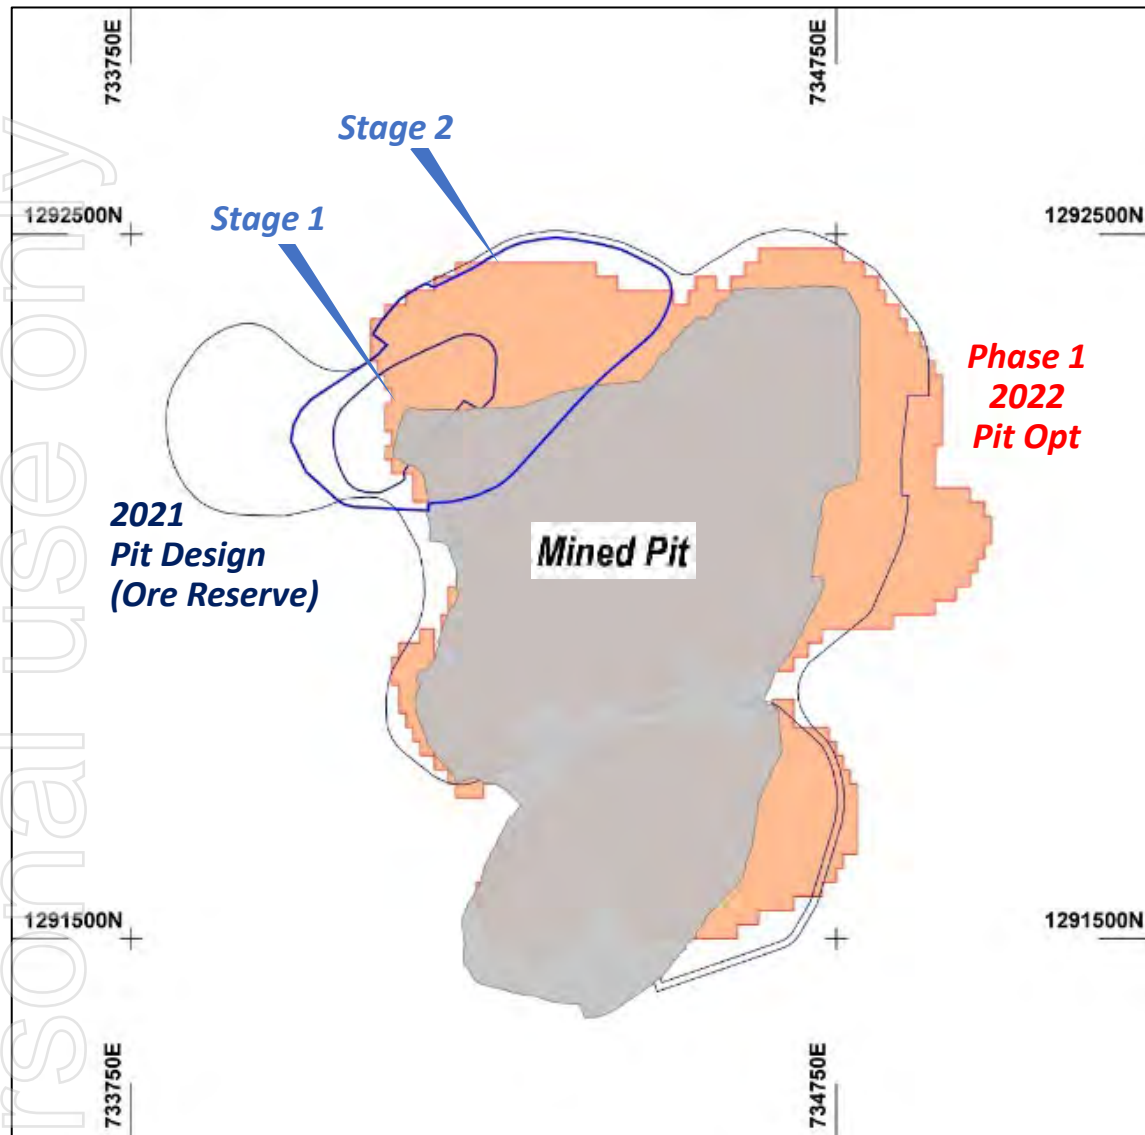 733750E
734750E
Stage 2
1292500N
1292500N
Stage 1
Phase 1
2022
Pit Opt
2021
Pit Design
(Ore Reserve)
Mined Pit
1291500N
1291500N
733750E
734750E
rsonal use only